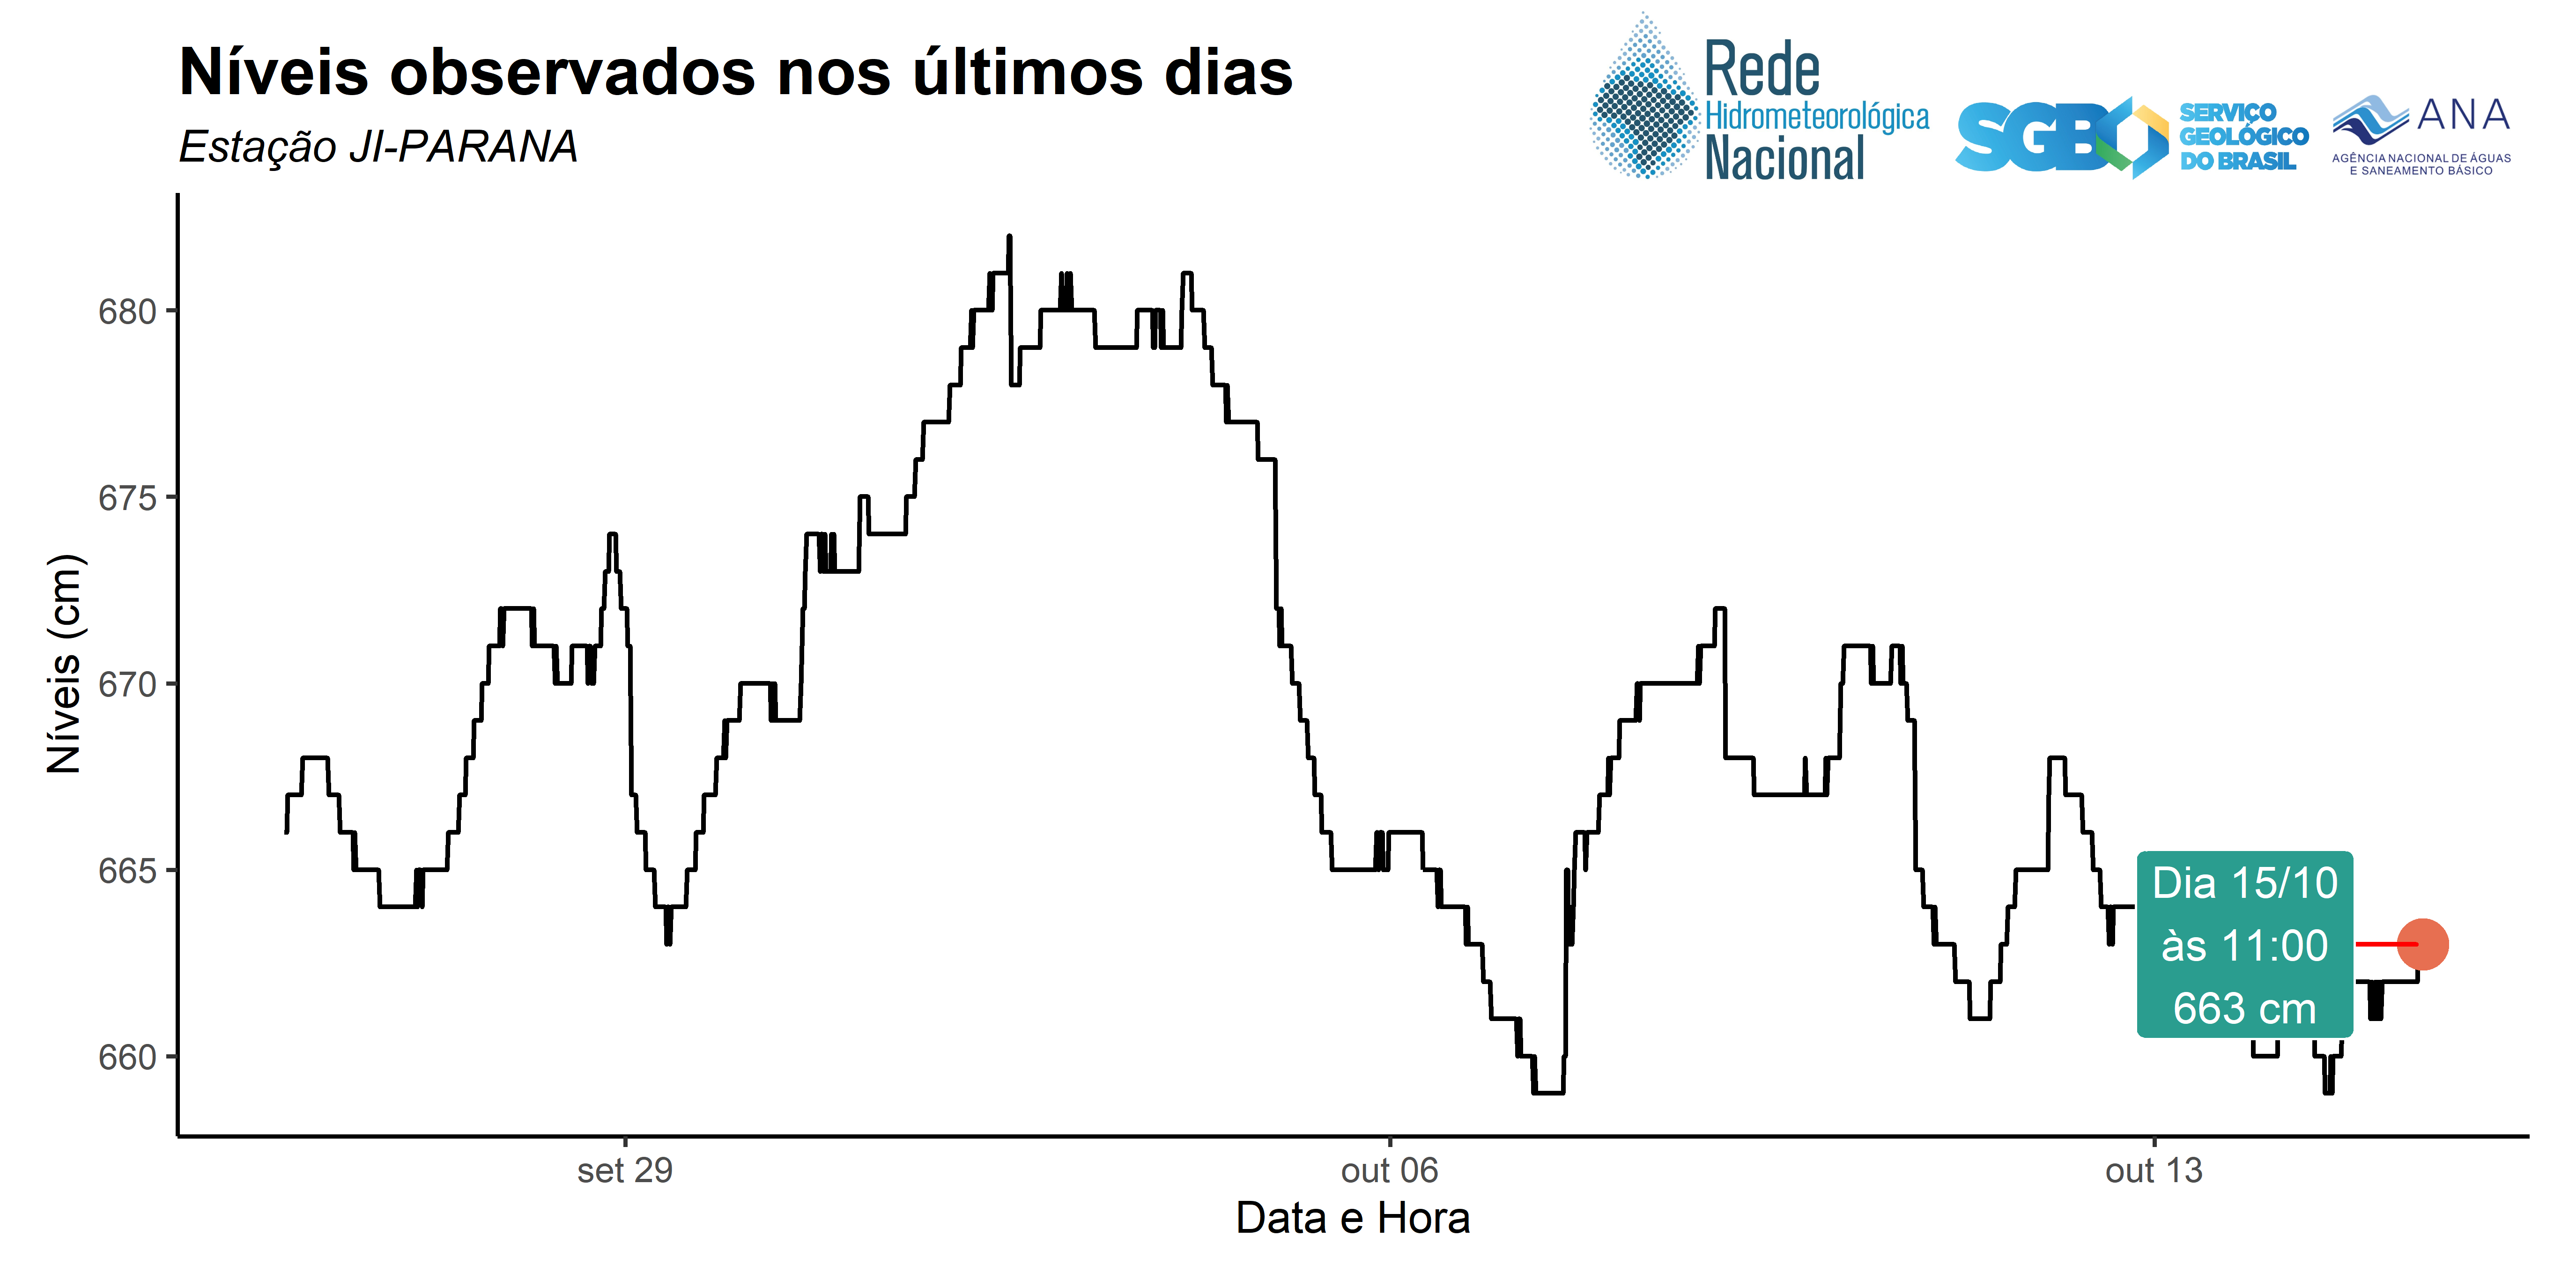 Níveis observados nos últimos dias
Estação JI-PARANA
Rede
Hidrometeorológica
Nacional
SGB
SERVIÇO
GEOLÓGICO
DO BRASIL
ANA
AGÊNCIA NACIONAL DE ÁGUAS
E SANEAMENTO BÁSICO
Níveis (cm)
680
675
670
665
660
Dia 15/10
às 11:00
663 cm
set 29
out 06
out 13
Data e Hora